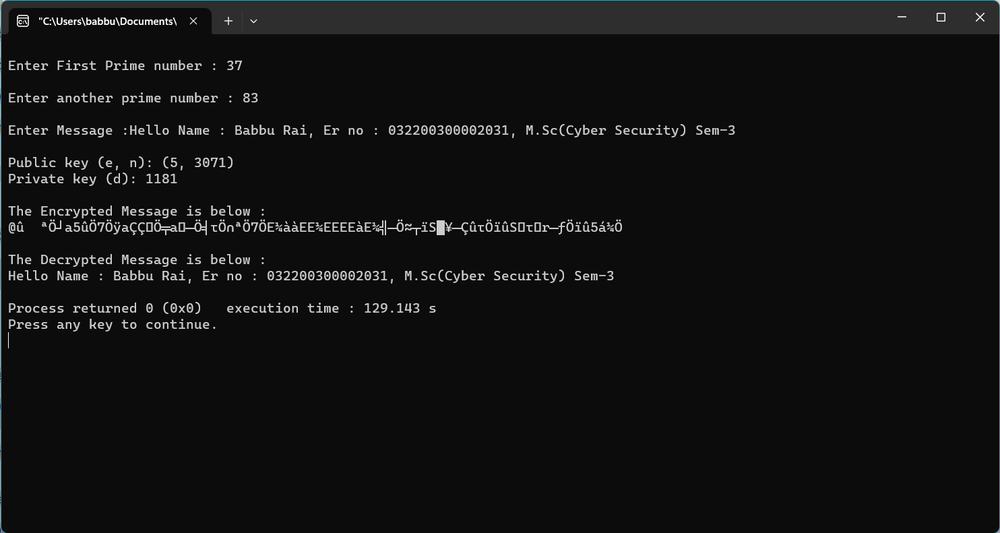 "C:\Users\babbu\Documents\
Enter First Prime number : 37
Enter another prime number : 83
Enter Message :Hello Name : Babbu Rai, Er no : 032200300002031, M.Sc(Cyber Security) Sem-3
Public key (e, n): (5, 3071)
Private key (d): 1181
The Encrypted Message is below :
@û  ªÖ┘a5ûÖ7ÖÿaÇÇ▯Ö╤a▯─Ö╡τÖ∩ªÖ7ÖE¾ààEE¾EEEEàE¾╣─Ö≈┬ïS█¥─ÇûτÖïûS▯τ▯r─ƒÖïû5á¾Ö
The Decrypted Message is below :
Hello Name : Babbu Rai, Er no : 032200300002031, M.Sc(Cyber Security) Sem-3
Process returned 0 (0x0)   execution time : 129.143 s
Press any key to continue.